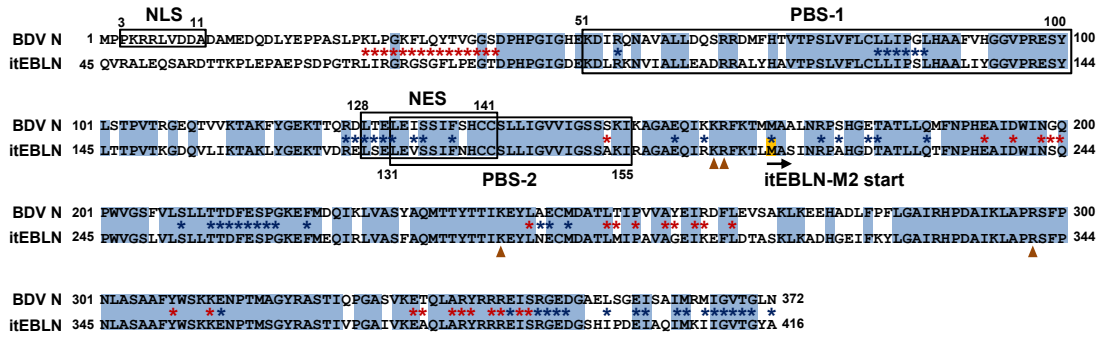 NLS
3 11
PBS-1
51 100
BDV N 1 MPPKRRLVDDADAMEDQDLYEPPASLPKLPGKFLQYTVGGSDPHPGIGHEKDIRQNAVALLDQSRRDMFHTVTPSLVFLCLLIPGLHAAFVHGGVPRESY 100
*************** * ******
itEBLN 45 QVRALEQSARDTTKPLEPAEPSDPGTRLIRGRGSGFLPEGTDPHPGIGDEKDLRKNVIALLEADRRALYHAVTPSLVFLCLLIPSLHAALIYGGVPRESY 144
NES
128 141
BDV N 101 LSTPVTRGEQTVVKTAKFYGEKTTQRDLTELEISSIFSHCCSLLIGVVIGSSSKIKAGAEQIKKRFKTMMAALNRPSHGETATLLQMFNPHEAIDWINGQ 200
****** ** * * * * * * * ** * * * * **
itEBLN 145 LTTPVTKGDQVLIKTAKLYGEKTVDRELSELEVSSIFNHCCSLLIGVVIGSSAKIRAGAEQIRKRFKTLMASINRPAHGDTATLLQTFNPHEAIDWINSQ 244
131 155
PBS-2
itEBLN-M2 start
BDV N 201 PWVGSFVLSLLTTDFESPGKEFMDQIKLVASYAQMTTYTTIKEYLAECMDATLTIPVVAYEIRDFLEVSAKLKEEHADLFPFLGAIRHPDAIKLAPRSFP 300
* ******** * *** * ** * ** ** *
itEBLN 245 PWVGSLVLSLLTTDFESPGKEFMEQIRLVASFAQMTTYTTIKEYLNECMDATLMIPAVAGEIKEFLDTASKLKADHGEIFKYLGAIRHPDAIKLAPRSFP 344
BDV N 301 NLASAAFYWSKKENPTMAGYRASTIQPGASVKETQLARYRRREISRGEDGAELSGEISAIMRMIGVTGLN 372
* ** ** *** ********* * ** ** ****** *
itEBLN 345 NLASAAFYWSKKENPTMSGYRASTIVPGAIVKEAQLARYRRREISRGEDGSHIPDEIAQIMKIIGVTGYA 416